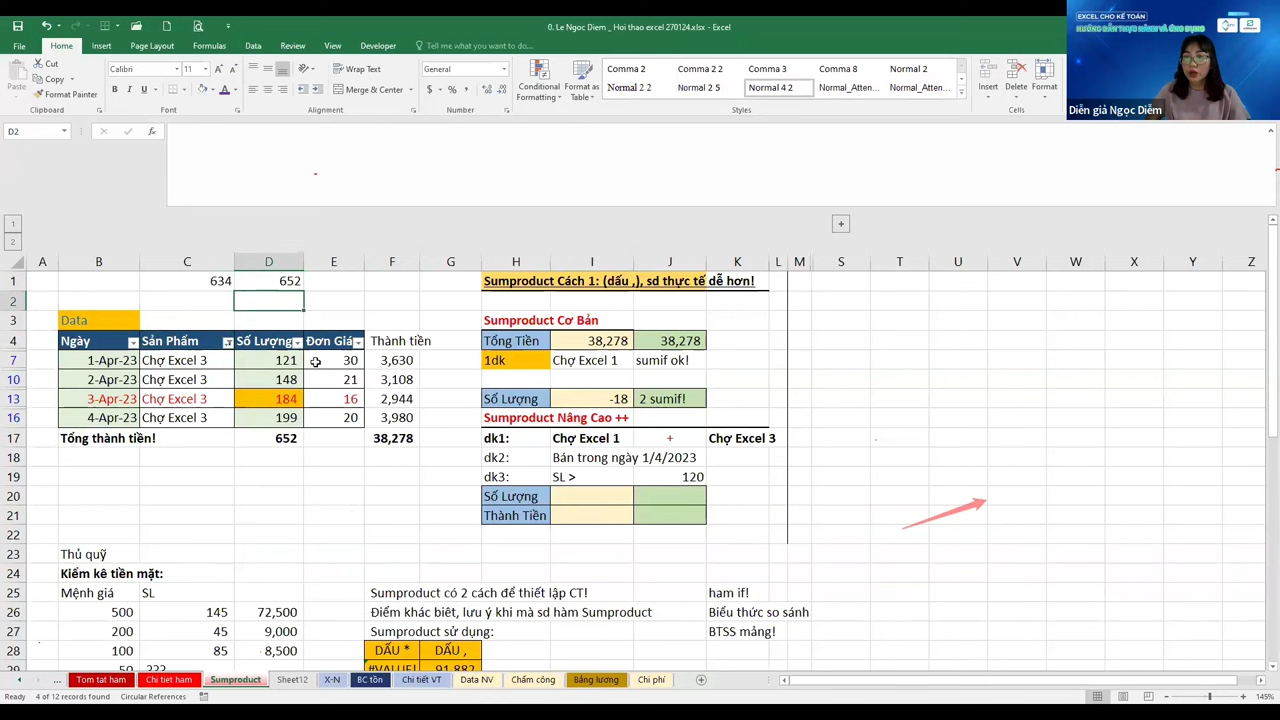 0. Le Ngoc Diem _ Hoi thao excel 270124.xlsx - Excel
EXCEL CHO KẾ TOÁN
HƯỚNG DẪN THỰC HÀNH VÀ ỨNG DỤNG
Diễn giả Ngọc Diễm
File Home Insert Page Layout Formulas Data Review View Developer Tell me what you want to do...
Cut Calibri 11 Wrap Text General Comma 2 Comma 2 2 Comma 3 Comma 8 Normal 2
Paste Copy Format Painter B I U Merge & Center $ % Conditional Formatting Format as Table Normal 2 2 Normal 2 5 Normal 4 2 Normal_Atten... Normal_Atten... Insert Delete Format
Clipboard Font Alignment Number Styles Cells
D2 fx
1
2
A B C D E F G H I J K L M S T U V W X Y Z
1 634 652 Sumproduct Cách 1: (dấu ,), sd thực tế dễ hơn!
2
3 Data Sumproduct Cơ Bản
4 Ngày Sản Phẩm Số Lượng Đơn Giá Thành tiền Tổng Tiền 38,278 38,278
7 1-Apr-23 Chợ Excel 3 121 30 3,630 1dk Chợ Excel 1 sumif ok!
10 2-Apr-23 Chợ Excel 3 148 21 3,108
13 3-Apr-23 Chợ Excel 3 184 16 2,944 Số Lượng -18 2 sumif!
16 4-Apr-23 Chợ Excel 3 199 20 3,980 Sumproduct Nâng Cao ++
17 Tổng thành tiền! 652 38,278 dk1: Chợ Excel 1 + Chợ Excel 3
18 dk2: Bán trong ngày 1/4/2023
19 dk3: SL > 120
20 Số Lượng
21 Thành Tiền
22
23 Thủ quỹ
24 Kiểm kê tiền mặt:
25 Mệnh giá SL Sumproduct có 2 cách để thiết lập CT! ham if!
26 500 145 72,500 Điểm khác biệt, lưu ý khi mà sd hàm Sumproduct Biểu thức so sánh
27 200 45 9,000 Sumproduct sử dụng: BTSS mảng!
28 100 85 8,500 DẤU * DẤU ,
29 50 ??? #VALUE! 91,882
... Tom tat ham Chi tiet ham Sumproduct Sheet12 X-N BC tồn Chi tiết VT Data NV Chấm công Bảng lương Chi phí
Ready 4 of 12 records found Circular References 145%